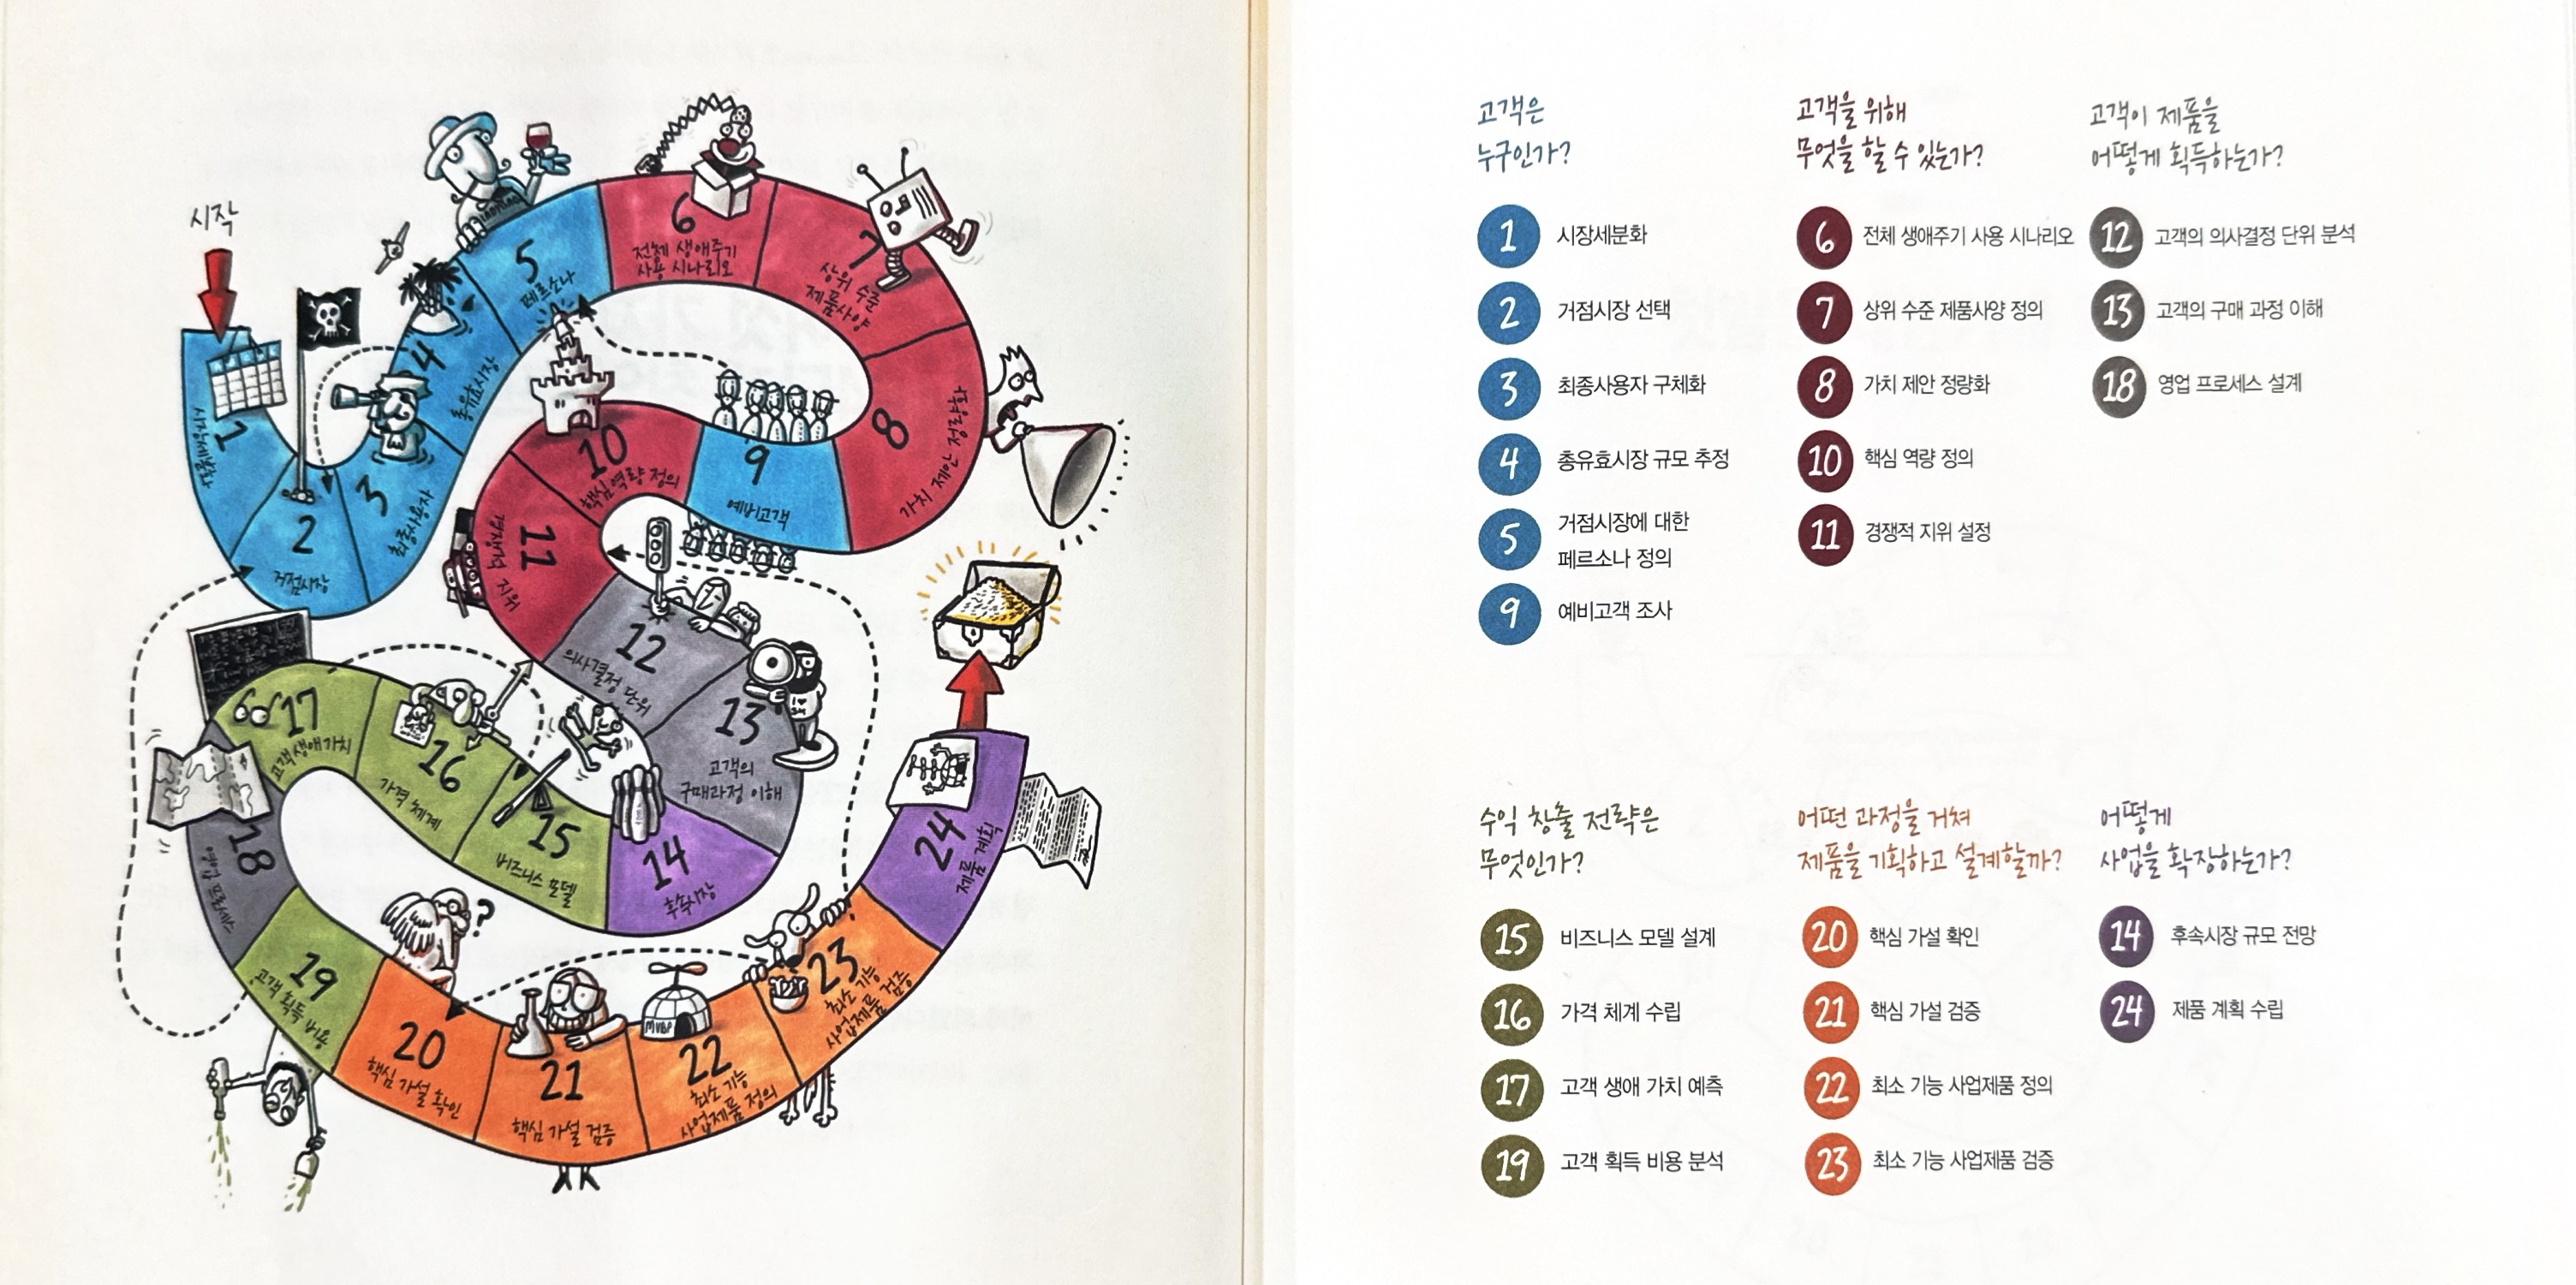 시작
1
시장세분화
2
거점시장
3
최종사용자
4
총유효시장
5
페르소나
6
전체 생애주기
사용 시나리오
7
상위 수준
제품사양
8
가치 제안 정량화
9
예비고객
10
핵심역량 정의
11
경쟁적 지위
12
의사결정 단위
13
고객의
구매과정 이해
14
후속시장
15
비즈니스 모델
16
가격 체계
17
고객생애가치
18
영업 프로세스
19
고객 획득 비용
?
20
핵심 가설 확인
21
핵심 가설 검증
MVBP
22
최소 기능
사업제품 정의
23
최소 기능
사업제품 검증
24
제품 계획
고객은
누구인가?
1 시장세분화
2 거점시장 선택
3 최종사용자 구체화
4 총유효시장 규모 추정
5 거점시장에 대한
페르소나 정의
9 예비고객 조사
고객을 위해
무엇을 할 수 있는가?
6 전체 생애주기 사용 시나리오
7 상위 수준 제품사양 정의
8 가치 제안 정량화
10 핵심 역량 정의
11 경쟁적 지위 설정
고객이 제품을
어떻게 획득하는가?
12 고객의 의사결정 단위 분석
13 고객의 구매 과정 이해
18 영업 프로세스 설계
수익 창출 전략은
무엇인가?
15 비즈니스 모델 설계
16 가격 체계 수립
17 고객 생애 가치 예측
19 고객 획득 비용 분석
어떤 과정을 거쳐
제품을 기획하고 설계할까?
20 핵심 가설 확인
21 핵심 가설 검증
22 최소 기능 사업제품 정의
23 최소 기능 사업제품 검증
어떻게
사업을 확장하는가?
14 후속시장 규모 전망
24 제품 계획 수립